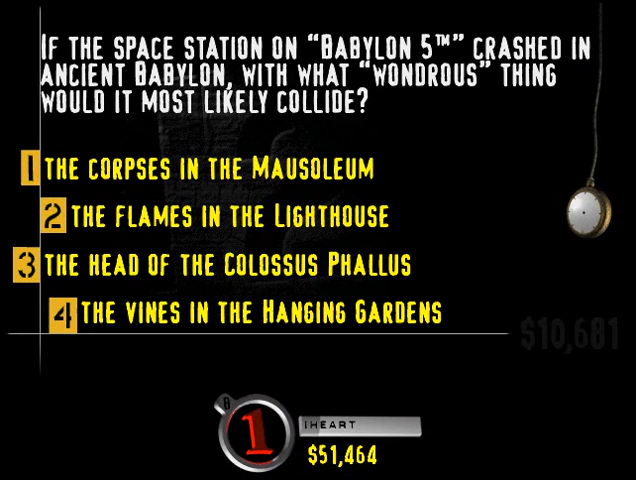 If the space station on “Babylon 5™” crashed in
ancient Babylon, with what “wondrous” thing
would it most likely collide?
1 the corpses in the Mausoleum
2 the flames in the Lighthouse
3 the head of the Colossus Phallus
4 the vines in the Hanging Gardens
$10,681
B
1 IHEART
$51,464